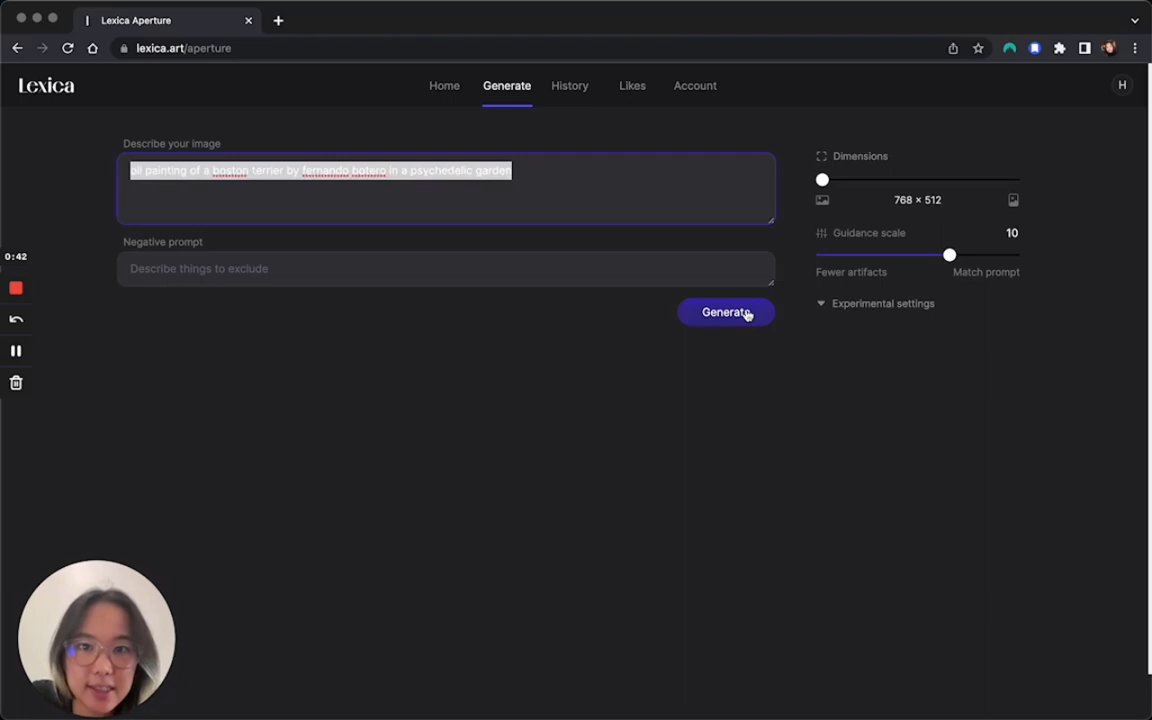 Lexica Aperture
lexica.art/aperture
Lexica
Home
Generate
History
Likes
Account
H
Describe your image
oil painting of a boston terrier by fernando botero in a psychedelic garden
Negative prompt
Describe things to exclude
Generate
Dimensions
768 × 512
Guidance scale
10
Fewer artifacts
Match prompt
Experimental settings
0:42